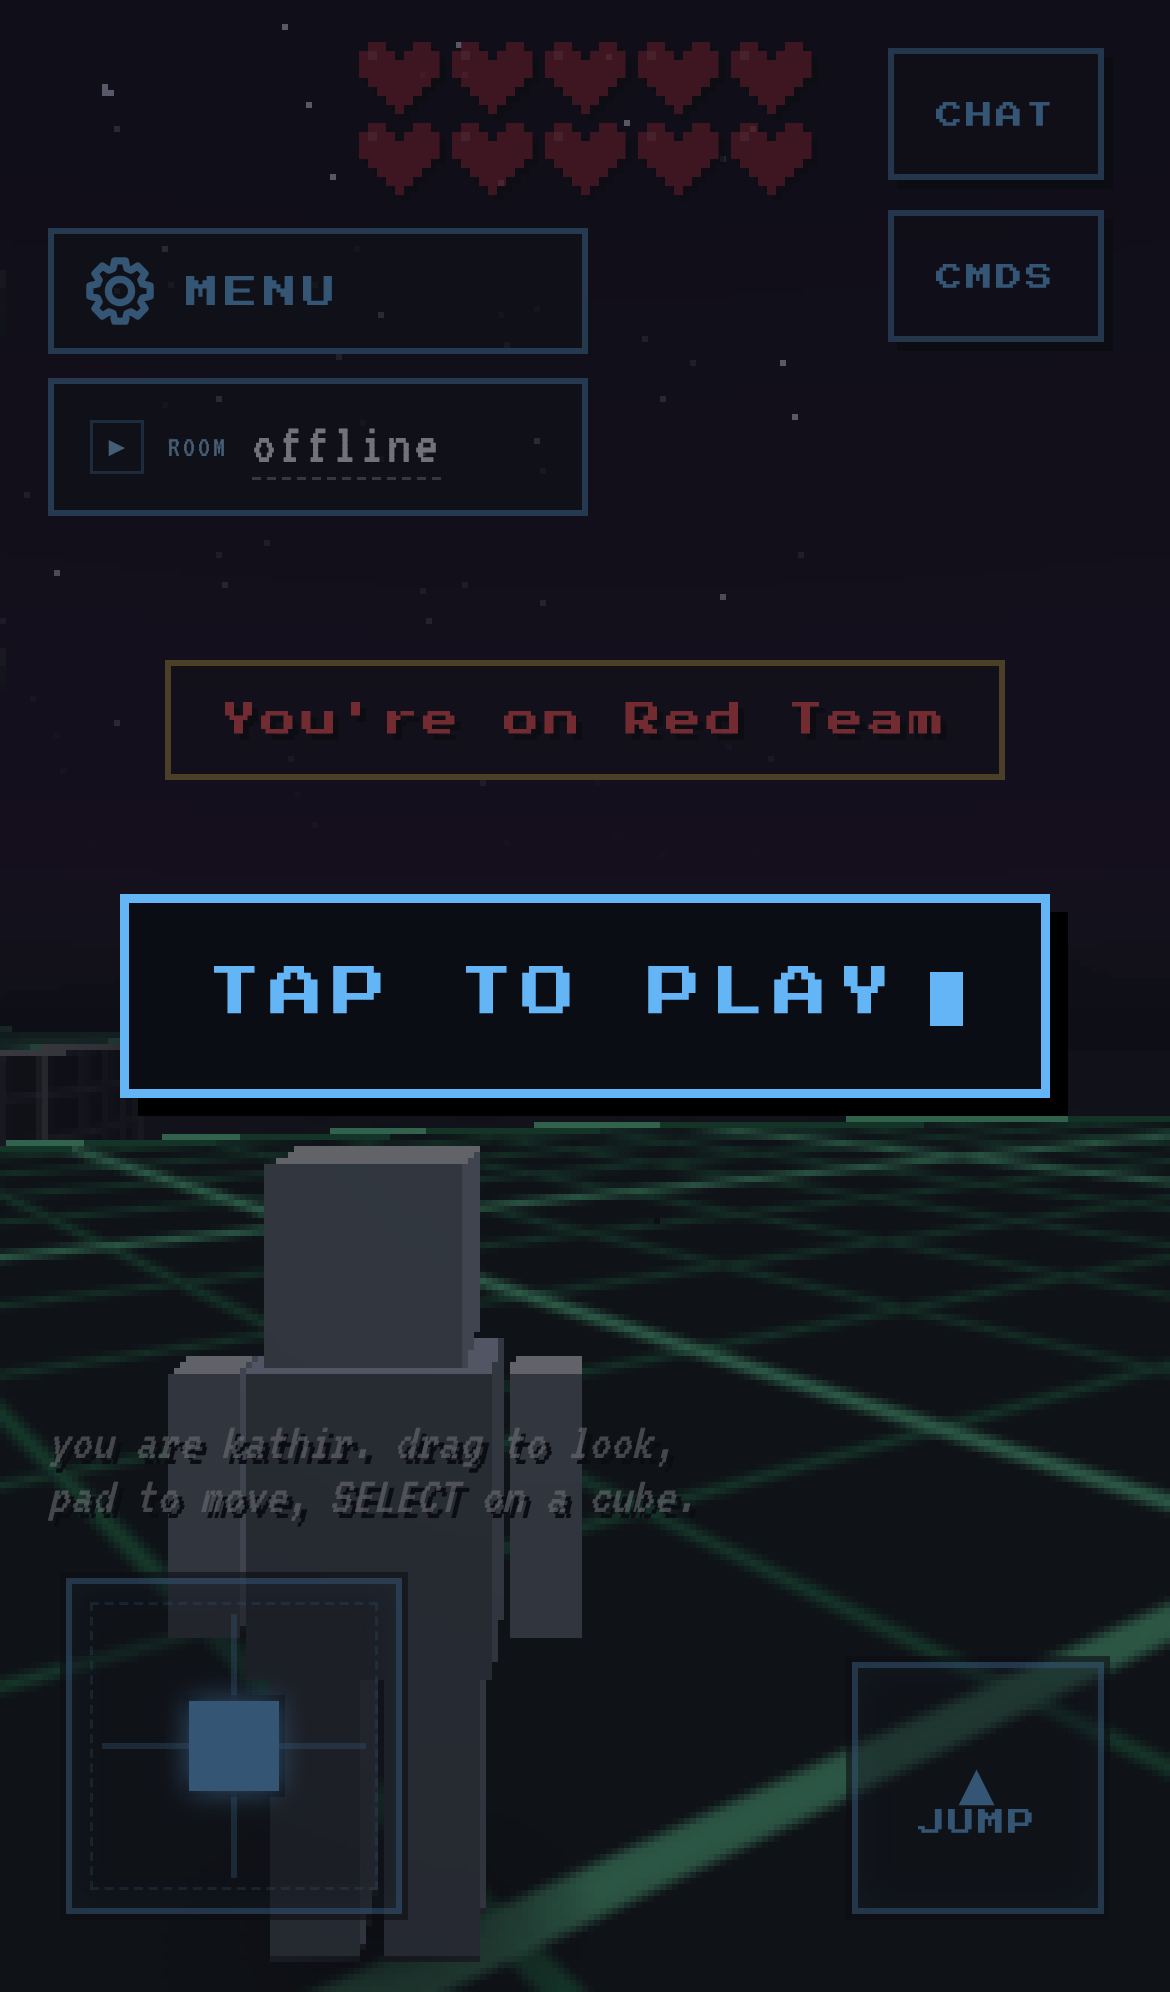 CHAT
CMDS
MENU
ROOM offline
You're on Red Team
TAP TO PLAY
you are kathir. drag to look,
pad to move, SELECT on a cube.
JUMP